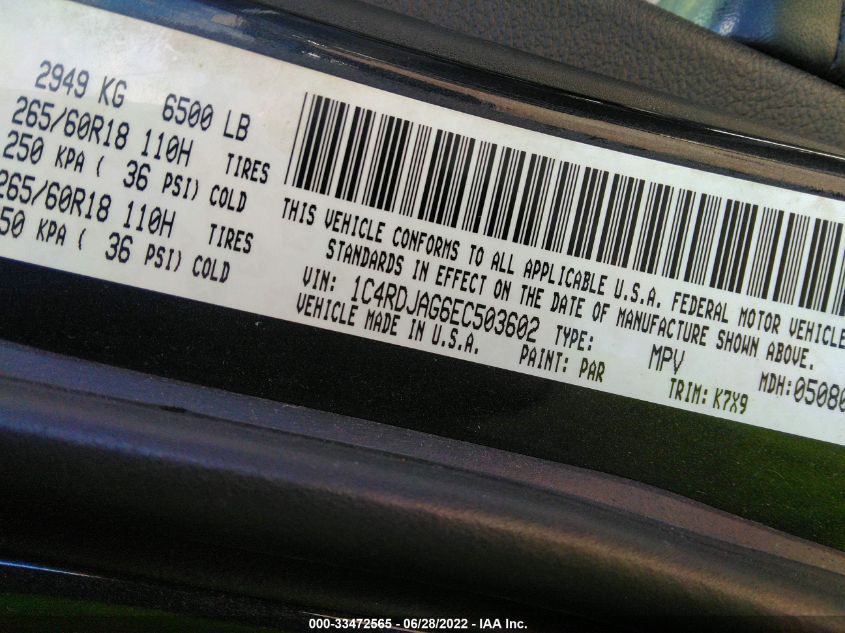 2949 KG 6500 LB
265/60R18 110H TIRES
250 KPA ( 36 PSI) COLD
265/60R18 110H TIRES
50 KPA ( 36 PSI) COLD
THIS VEHICLE CONFORMS TO ALL APPLICABLE U.S.A. FEDERAL MOTOR VEHICLE
STANDARDS IN EFFECT ON THE DATE OF MANUFACTURE SHOWN ABOVE.
VIN: 1C4RDJAG6EC503602 TYPE: MPV MDH:05080
VEHICLE MADE IN U.S.A. PAINT: PAR TRIM: K7X9
000-33472565 - 06/28/2022 - IAA Inc.